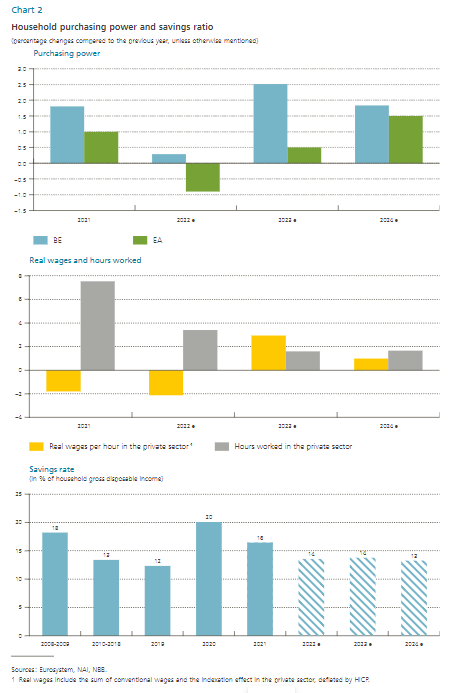 Chart 2
Household purchasing power and savings ratio
(percentage changes compared to the previous year, unless otherwise mentioned)
Purchasing power
3.0
2.5
2.0
1.5
1.0
0.5
0.0
−0.5
−1.0
−1.5
2021 2022 e 2023 e 2024 e
BE EA
Real wages and hours worked
8
6
4
2
0
−2
−4
2021 2022 e 2023 e 2024 e
Real wages per hour in the private sector¹ Hours worked in the private sector
Savings rate
(in % of household gross disposable income)
25
20
15
10
5
0
18 13 12 20 16 14 14 13
2008-2009 2010-2018 2019 2020 2021 2022 e 2023 e 2024 e
Sources: Eurosystem, NAI, NBB.
1 Real wages include the sum of conventional wages and the indexation effect in the private sector, deflated by HICP.